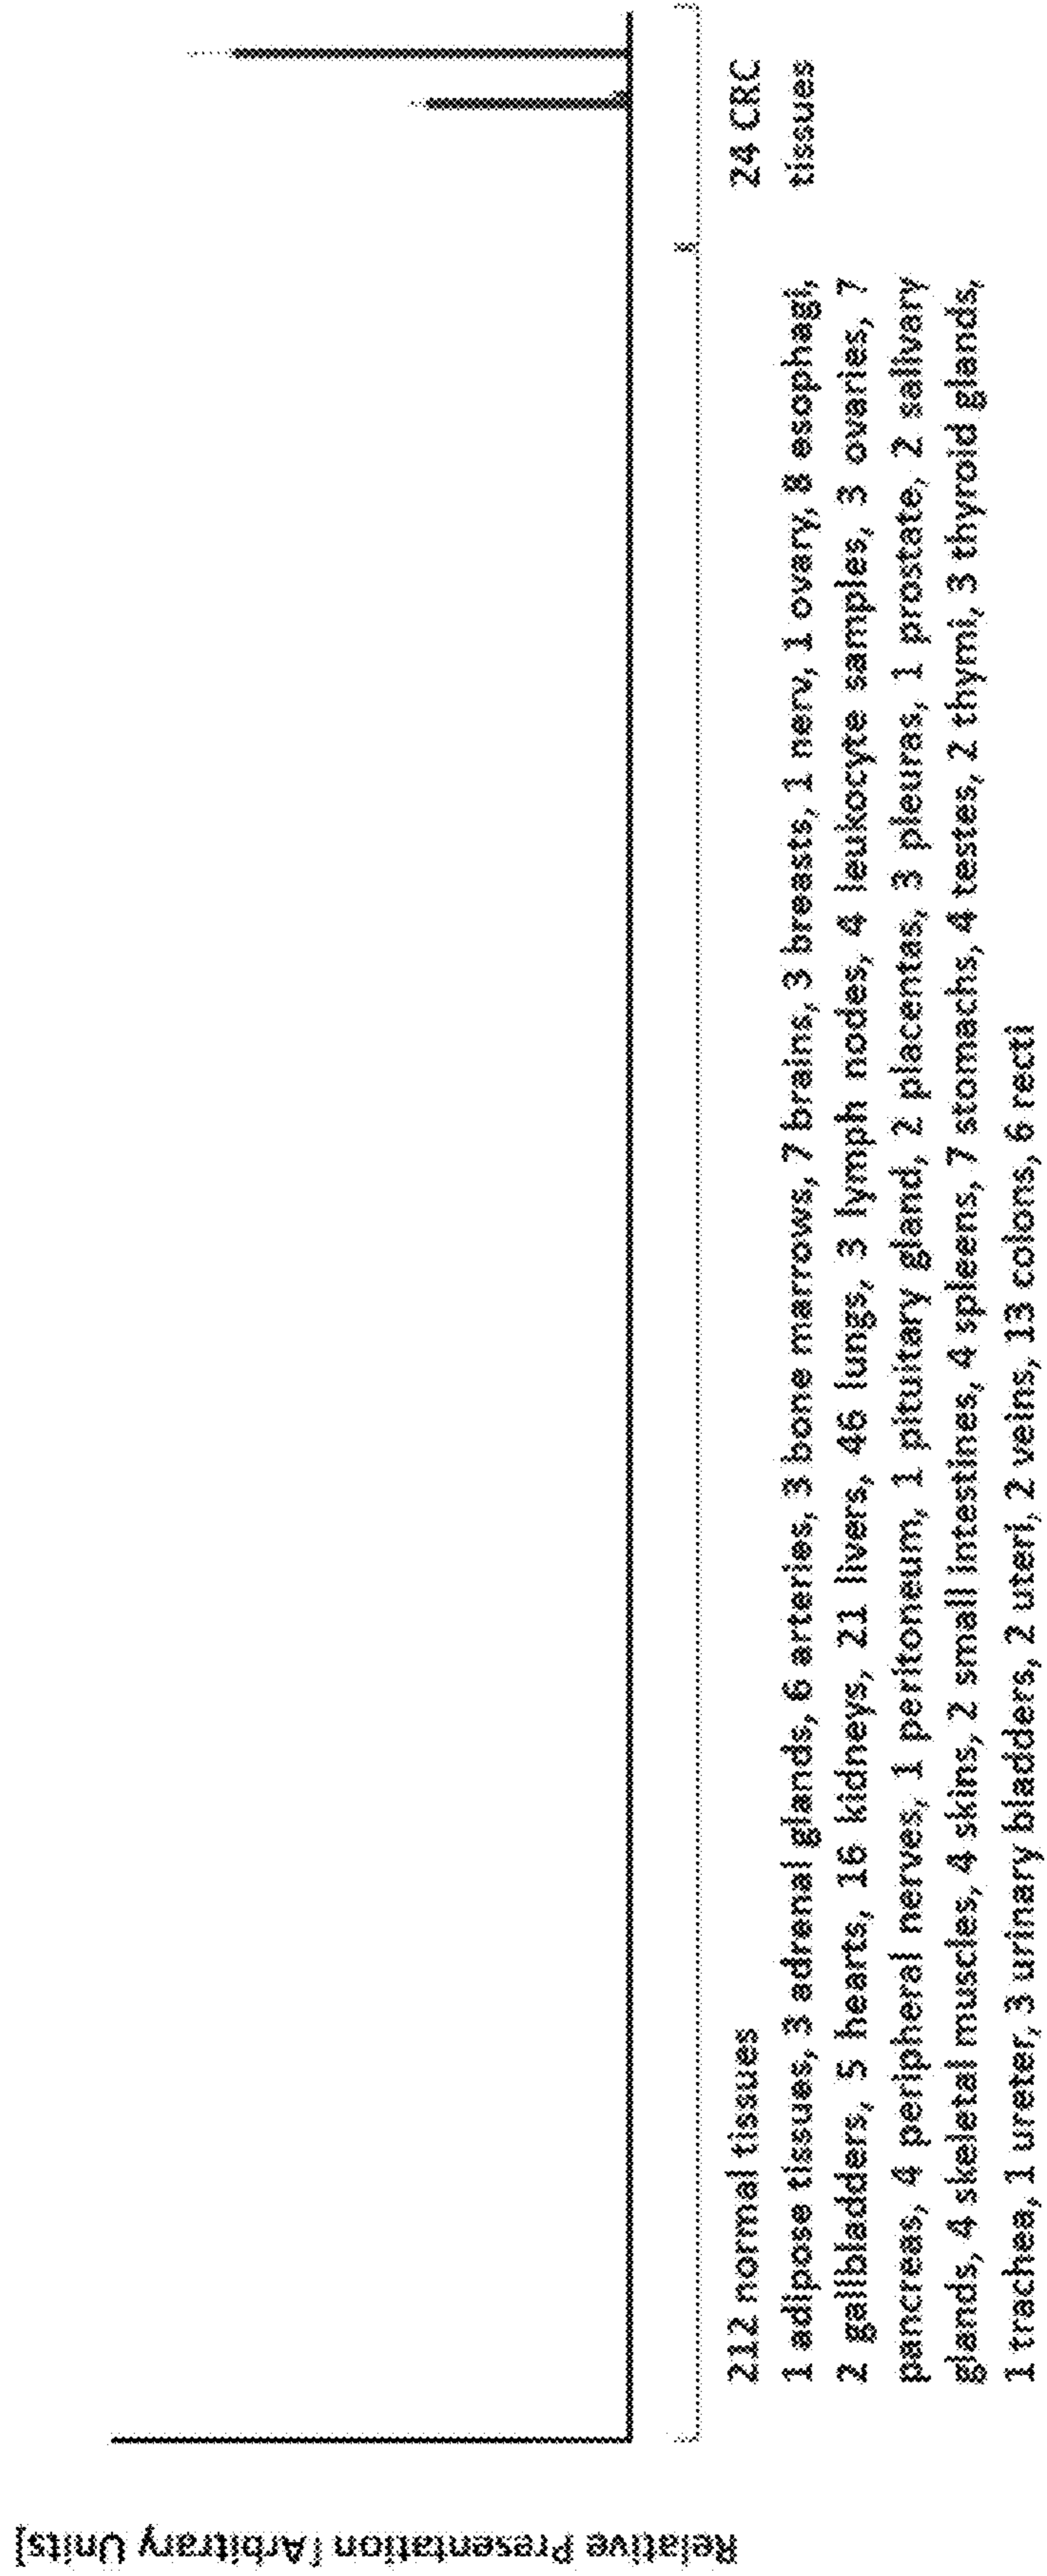 Relative Presentation [Arbitrary Units]
212 normal tissues
1 adipose tissues, 3 adrenal glands, 6 arteries, 3 bone marrows, 7 brains, 3 breasts, 1 nerv, 1 ovary, 8 esophagi,
2 gallbladders, 5 hearts, 16 kidneys, 21 livers, 46 lungs, 3 lymph nodes, 4 leukocyte samples, 3 ovaries, 7
pancreas, 4 peripheral nerves, 1 peritoneum, 1 pituitary gland, 2 placentas, 3 pleuras, 1 prostate, 2 salivary
glands, 4 skeletal muscles, 4 skins, 2 small intestines, 4 spleens, 7 stomachs, 4 testes, 2 thymi, 3 thyroid glands,
1 trachea, 1 ureter, 3 urinary bladders, 2 uteri, 2 veins, 13 colons, 6 recti
24 CRC
tissues